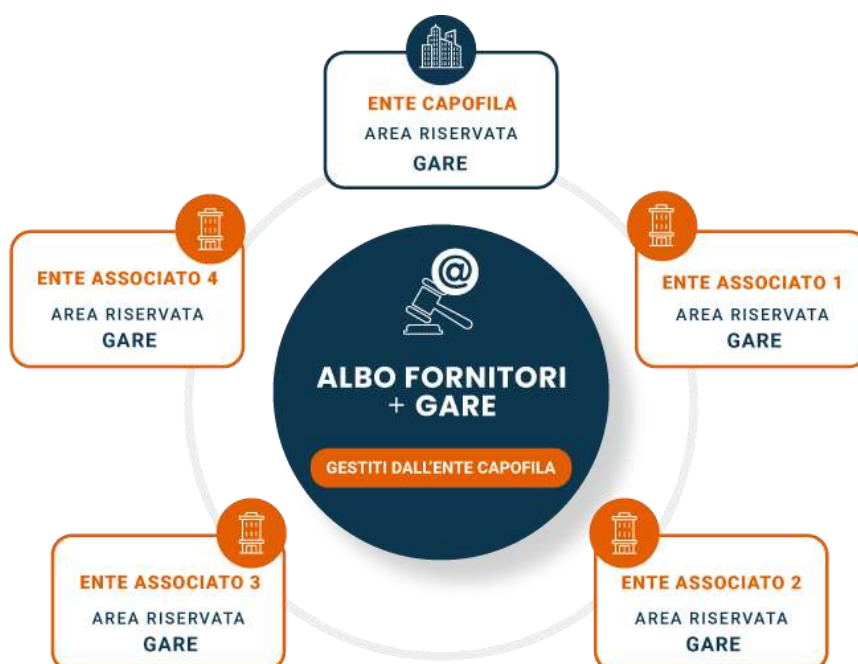 ENTE CAPOFILA
AREA RISERVATA
GARE
ENTE ASSOCIATO 4
AREA RISERVATA
GARE
ENTE ASSOCIATO 1
AREA RISERVATA
GARE
@
ALBO FORNITORI
+ GARE
GESTITI DALL'ENTE CAPOFILA
ENTE ASSOCIATO 3
AREA RISERVATA
GARE
ENTE ASSOCIATO 2
AREA RISERVATA
GARE